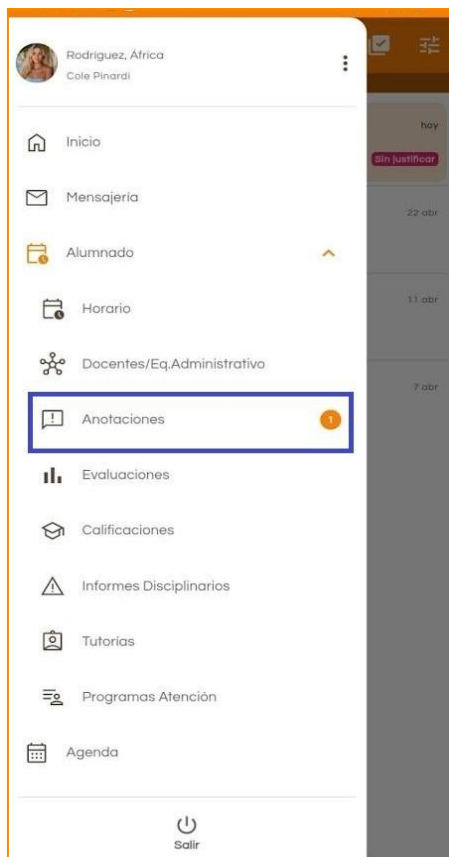 Rodríguez, África
Cole Pinardi
Inicio
Mensajería
Alumnado
Horario
Docentes/Eq.Administrativo
Anotaciones 1
Evaluaciones
Calificaciones
Informes Disciplinarios
Tutorías
Programas Atención
Agenda
Salir
hoy
Sin justificar
22 abr
11 abr
7 abr